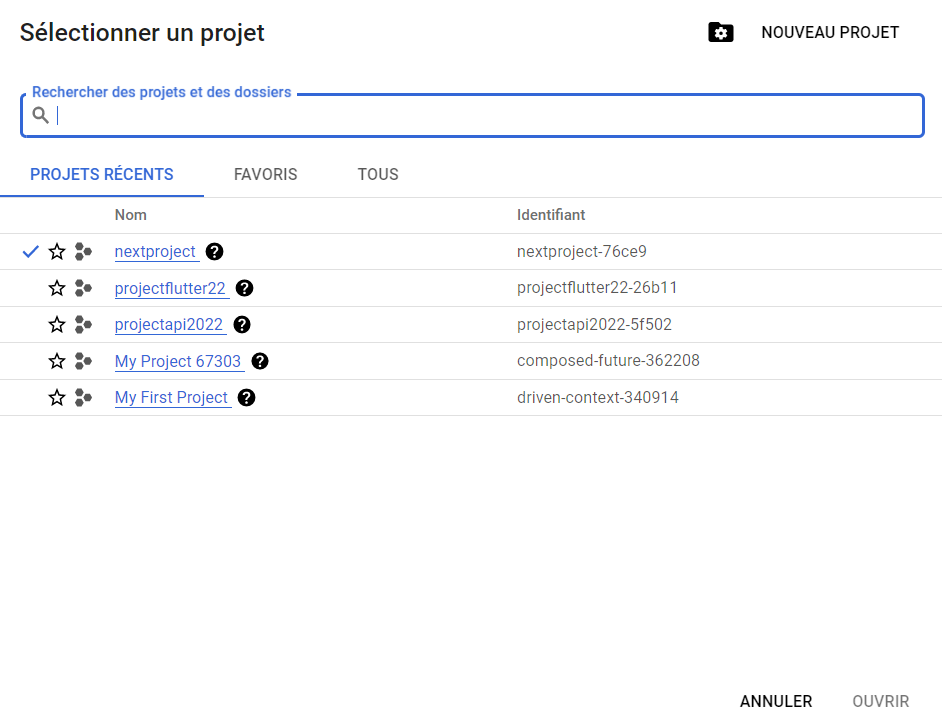 Sélectionner un projet
NOUVEAU PROJET
Rechercher des projets et des dossiers
PROJETS RÉCENTS FAVORIS TOUS
Nom Identifiant
nextproject nextproject-76ce9
projectflutter22 projectflutter22-26b11
projectapi2022 projectapi2022-5f502
My Project 67303 composed-future-362208
My First Project driven-context-340914
ANNULER OUVRIR